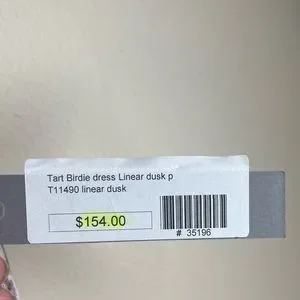 Tart Birdie dress Linear dusk p
T11490 linear dusk
$154.00
# 35196